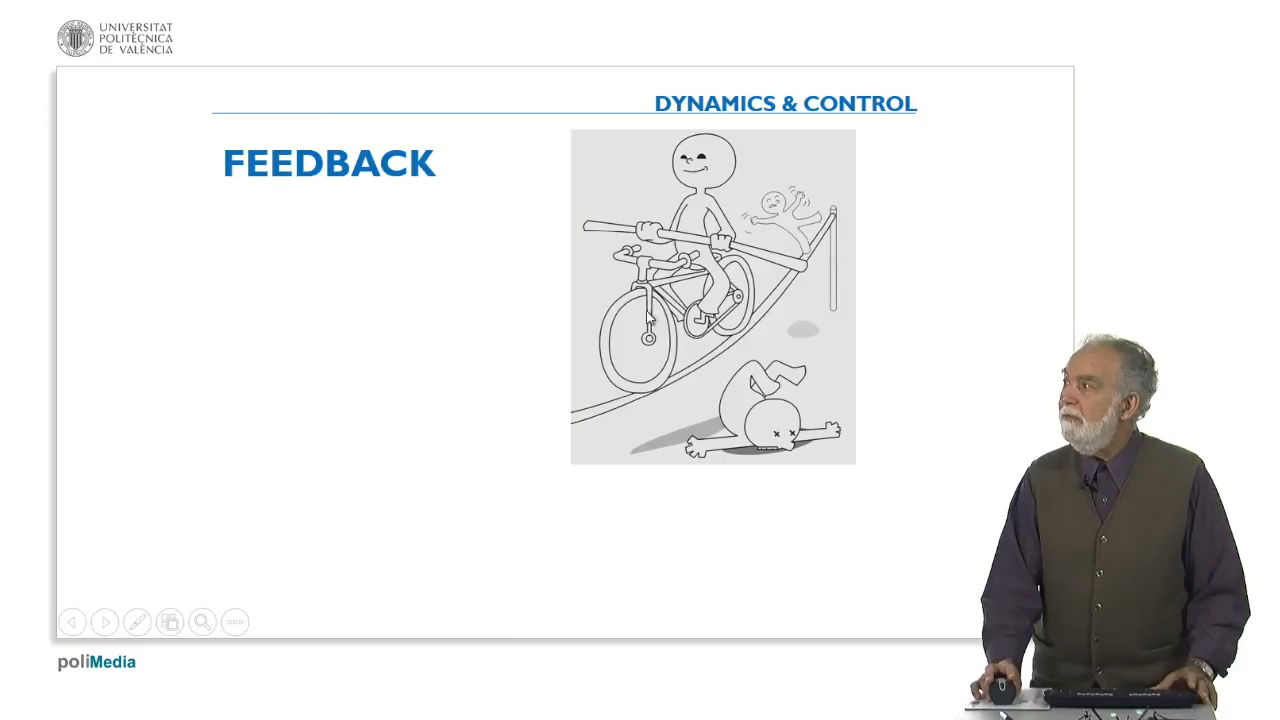 UNIVERSITAT
POLITÈCNICA
DE VALÈNCIA
DYNAMICS & CONTROL
FEEDBACK
poliMedia